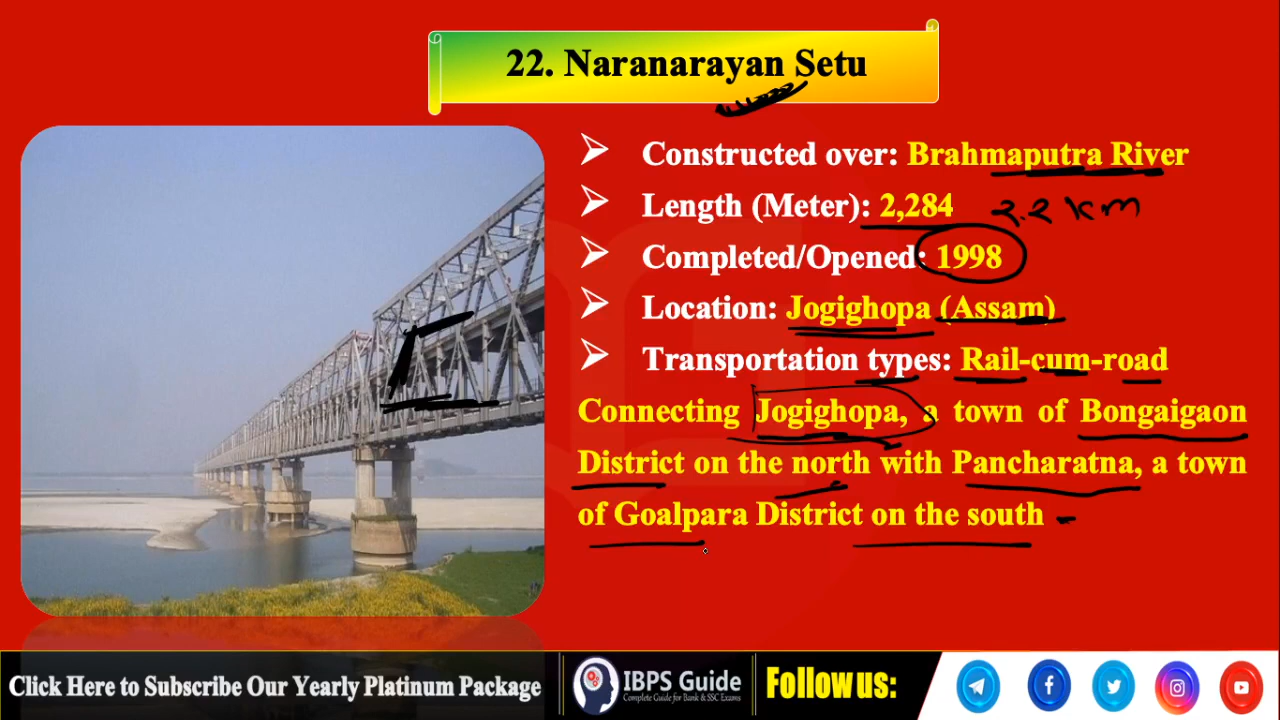 22. Naranarayan Setu
Constructed over: Brahmaputra River
Length (Meter): 2,284 2.2 km
Completed/Opened: 1998
Location: Jogighopa (Assam)
Transportation types: Rail-cum-road
Connecting Jogighopa, a town of Bongaigaon
District on the north with Pancharatna, a town
of Goalpara District on the south
Click Here to Subscribe Our Yearly Platinum Package
IBPS Guide
Complete Guide for Bank & SSC Exams
Follow us: